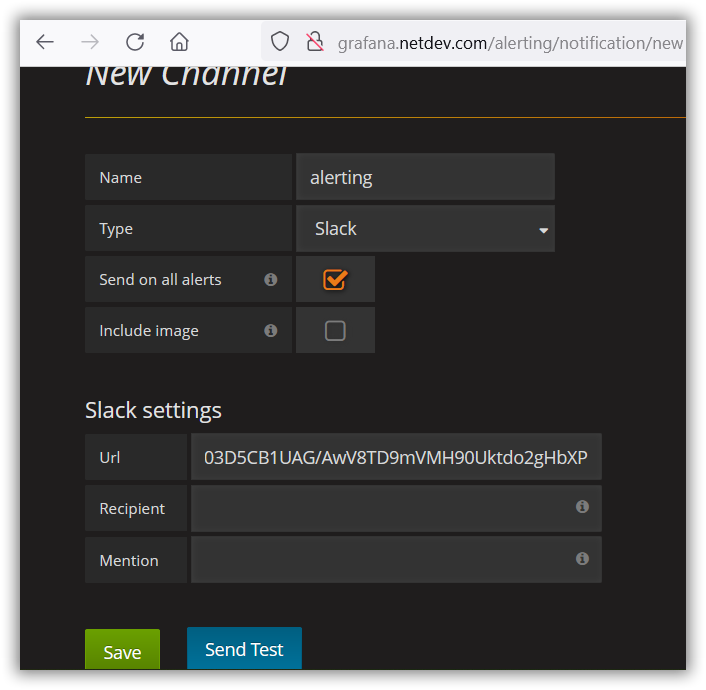 grafana.netdev.com/alerting/notification/new
New Channel
Name alerting
Type Slack
Send on all alerts
Include image
Slack settings
Url 03D5CB1UAG/AwV8TD9mVMH90Uktdo2gHbXP
Recipient
Mention
Save Send Test